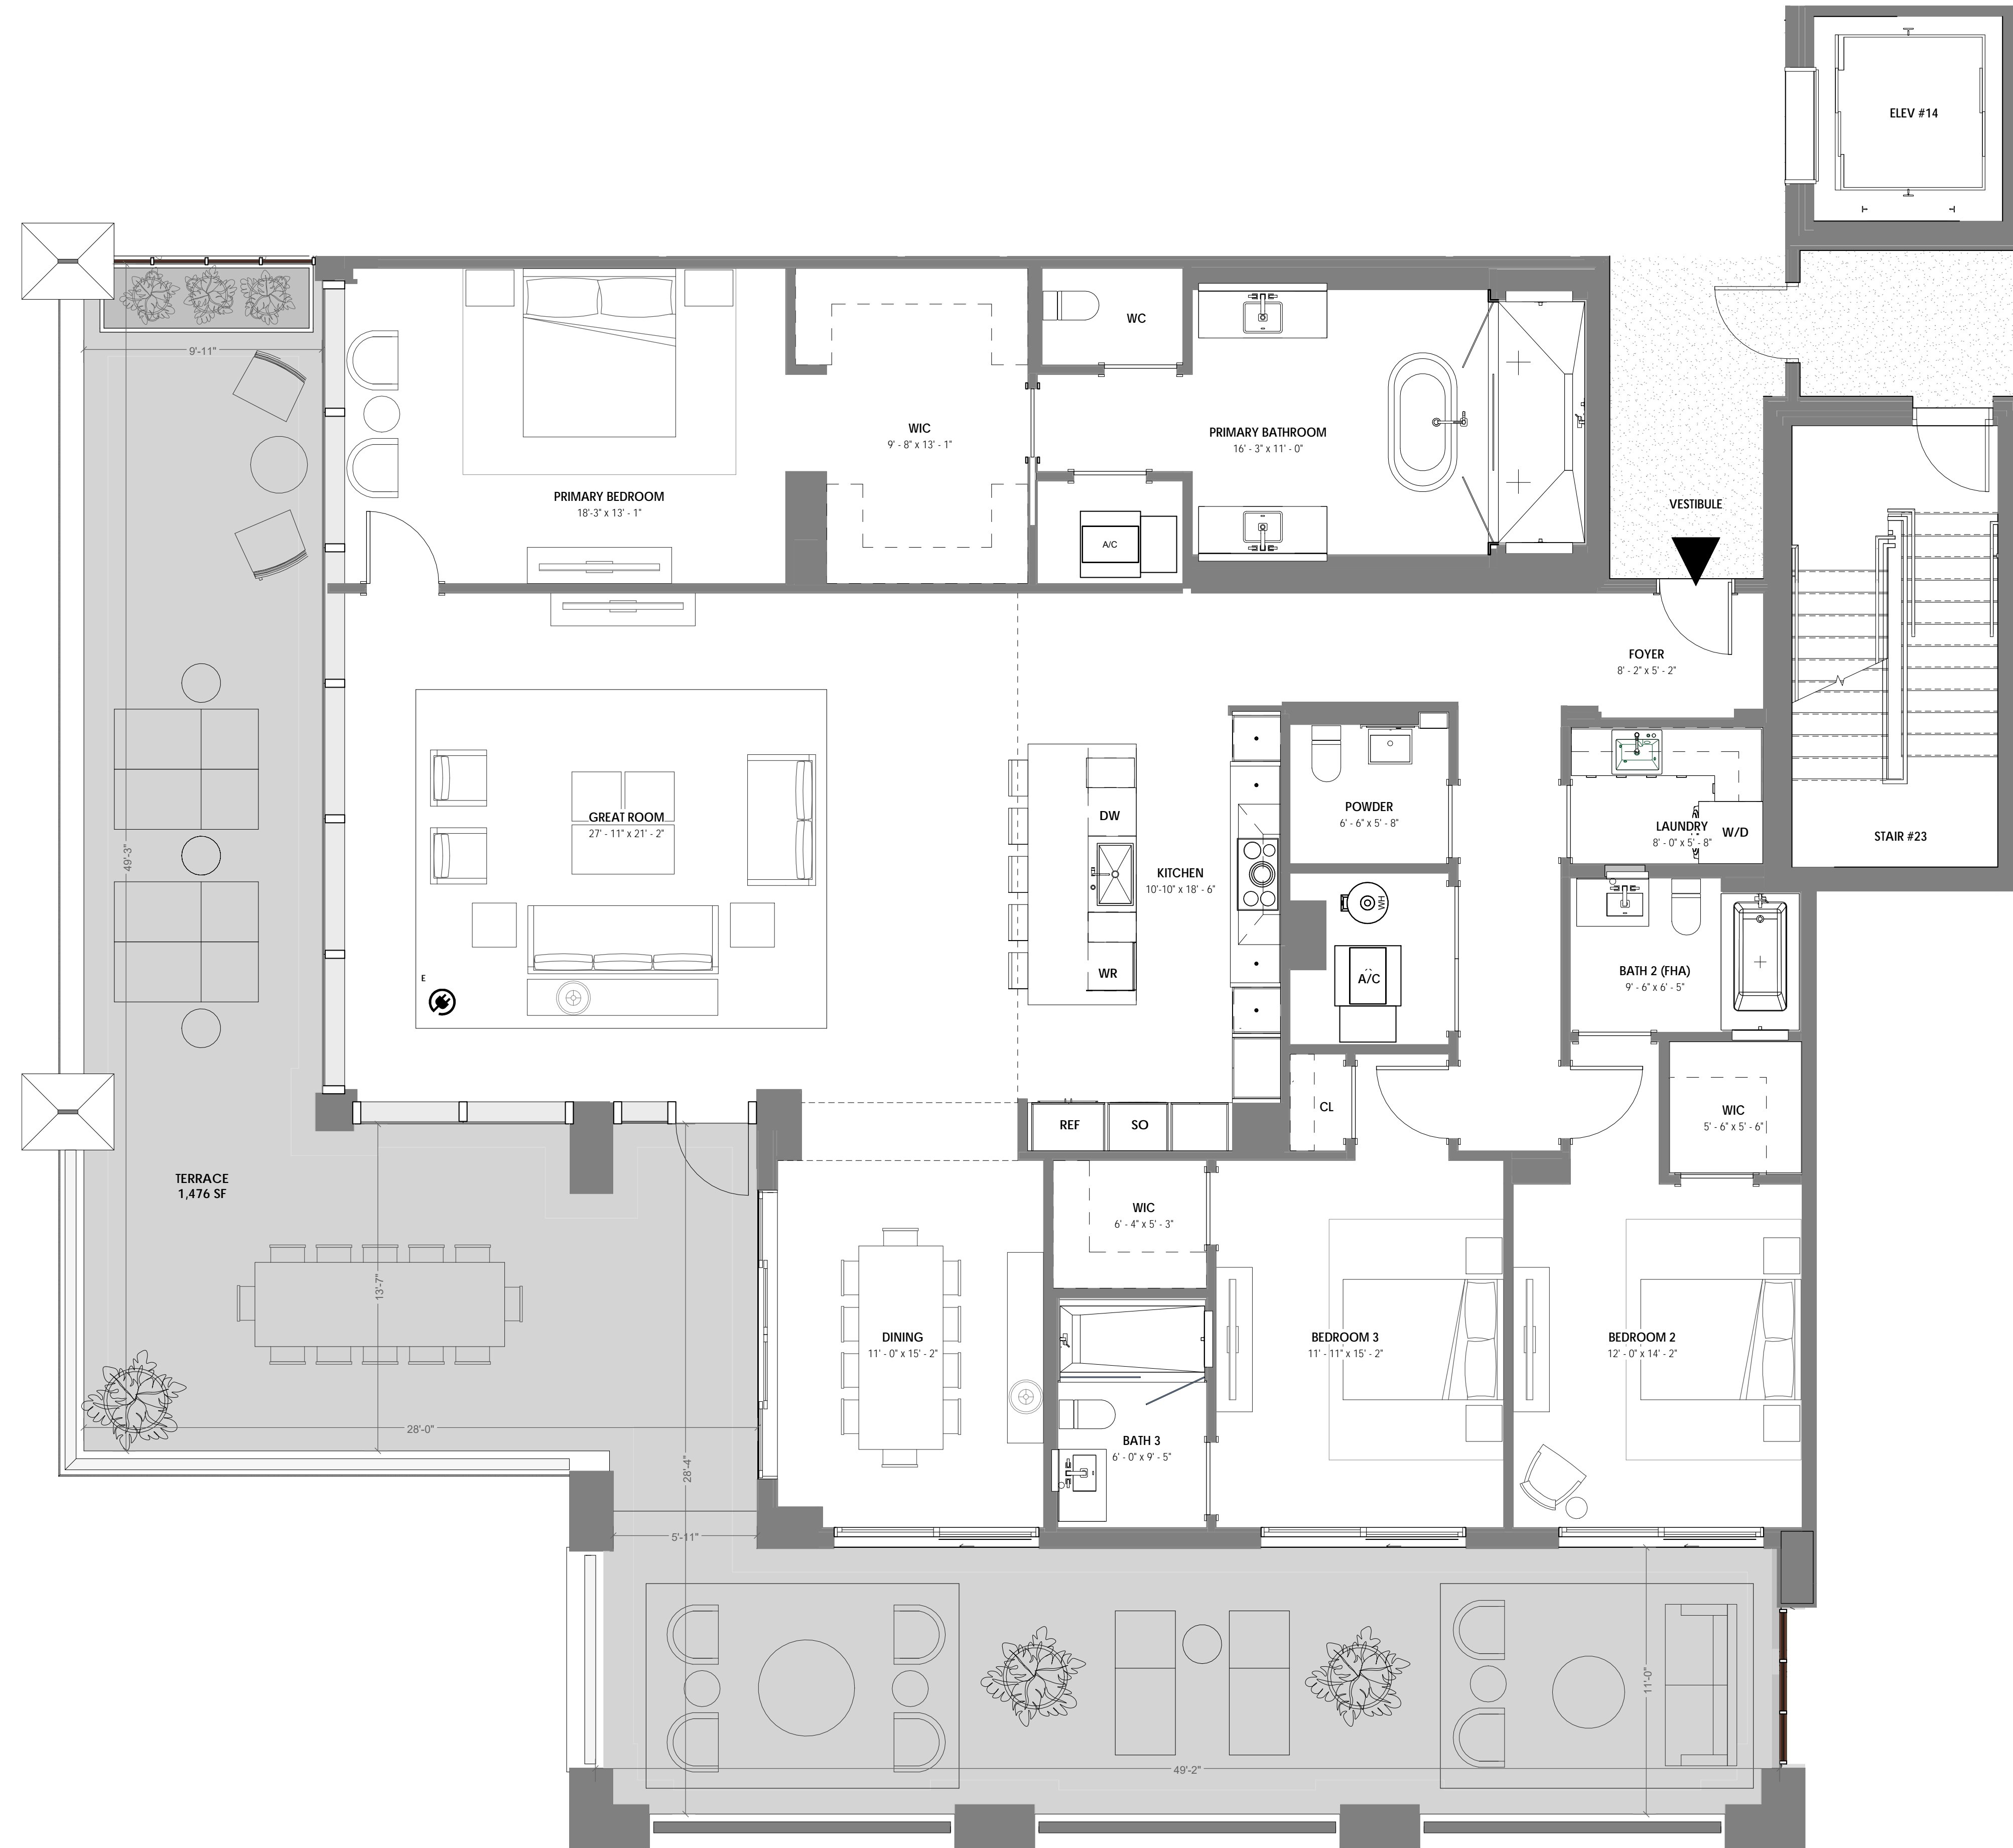 ELEV #14
9'-11"
WC
WIC
9' - 8" x 13' - 1"
PRIMARY BATHROOM
16' - 3" x 11' - 0"
PRIMARY BEDROOM
18'-3" x 13' - 1"
VESTIBULE
A/C
FOYER
8' - 2" x 5' - 2"
POWDER
6' - 6" x 5' - 8"
GREAT ROOM
27' - 11" x 21' - 2"
DW
LAUNDRY
8' - 0" x 5' - 8"
W/D
STAIR #23
49'-3"
KITCHEN
10'-10" x 18' - 6"
WH
WR
A/C
BATH 2 (FHA)
9' - 6" x 6' - 5"
E
CL
WIC
5' - 6" x 5' - 6"
REF
SO
TERRACE
1,476 SF
WIC
6' - 4" x 5' - 3"
13'-7"
DINING
11' - 0" x 15' - 2"
BEDROOM 3
11' - 11" x 15' - 2"
BEDROOM 2
12' - 0" x 14' - 2"
28'-0"
BATH 3
6' - 0" x 9' - 5"
28'-4"
5'-11"
11'-0"
49'-2"